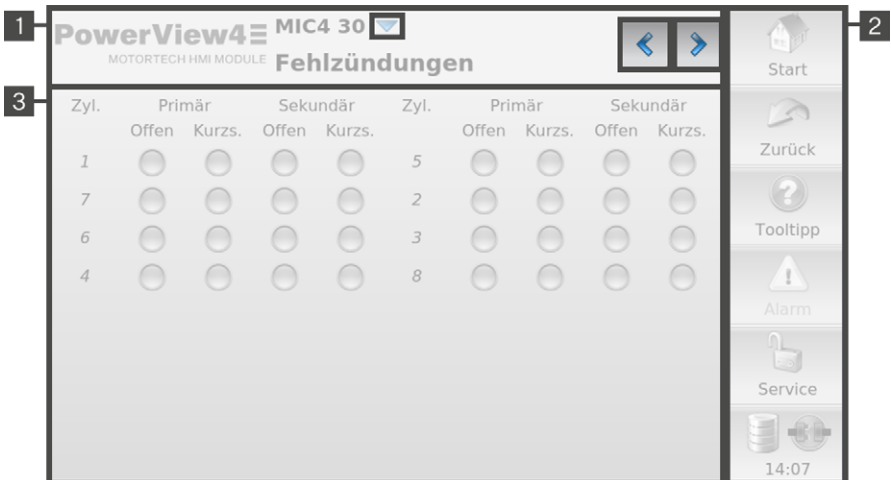 1
PowerView4
MOTORTECH HMI MODULE
MIC4 30
Fehlzündungen
2
Start
Zurück
Tooltipp
Alarm
Service
14:07
3
Zyl. Primär Sekundär Zyl. Primär Sekundär
Offen Kurzs. Offen Kurzs. Offen Kurzs. Offen Kurzs.
1 5
7 2
6 3
4 8